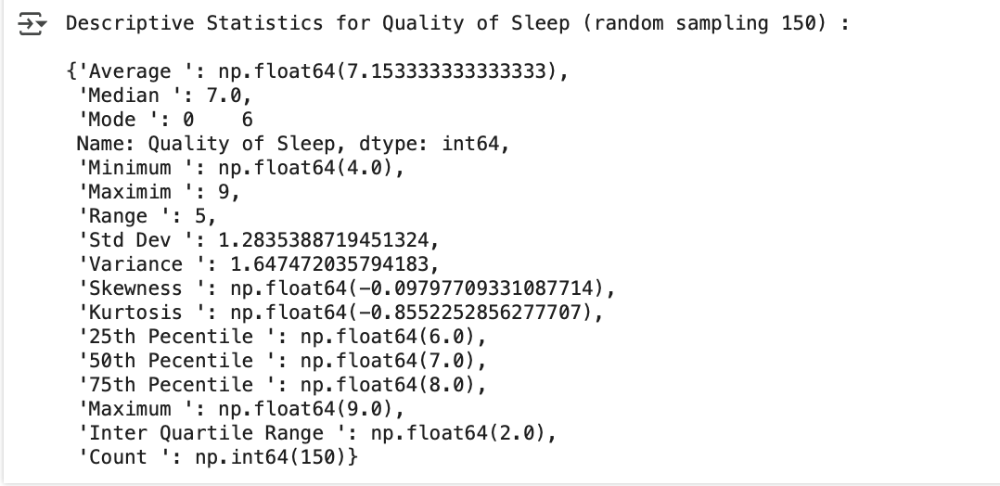 Descriptive Statistics for Quality of Sleep (random sampling 150) :
{'Average ': np.float64(7.153333333333333),
'Median ': 7.0,
'Mode ': 0    6
Name: Quality of Sleep, dtype: int64,
'Minimum ': np.float64(4.0),
'Maximim ': 9,
'Range ': 5,
'Std Dev ': 1.2835388719451324,
'Variance ': 1.647472035794183,
'Skewness ': np.float64(-0.09797709331087714),
'Kurtosis ': np.float64(-0.8552252856277707),
'25th Pecentile ': np.float64(6.0),
'50th Pecentile ': np.float64(7.0),
'75th Pecentile ': np.float64(8.0),
'Maximum ': np.float64(9.0),
'Inter Quartile Range ': np.float64(2.0),
'Count ': np.int64(150)}